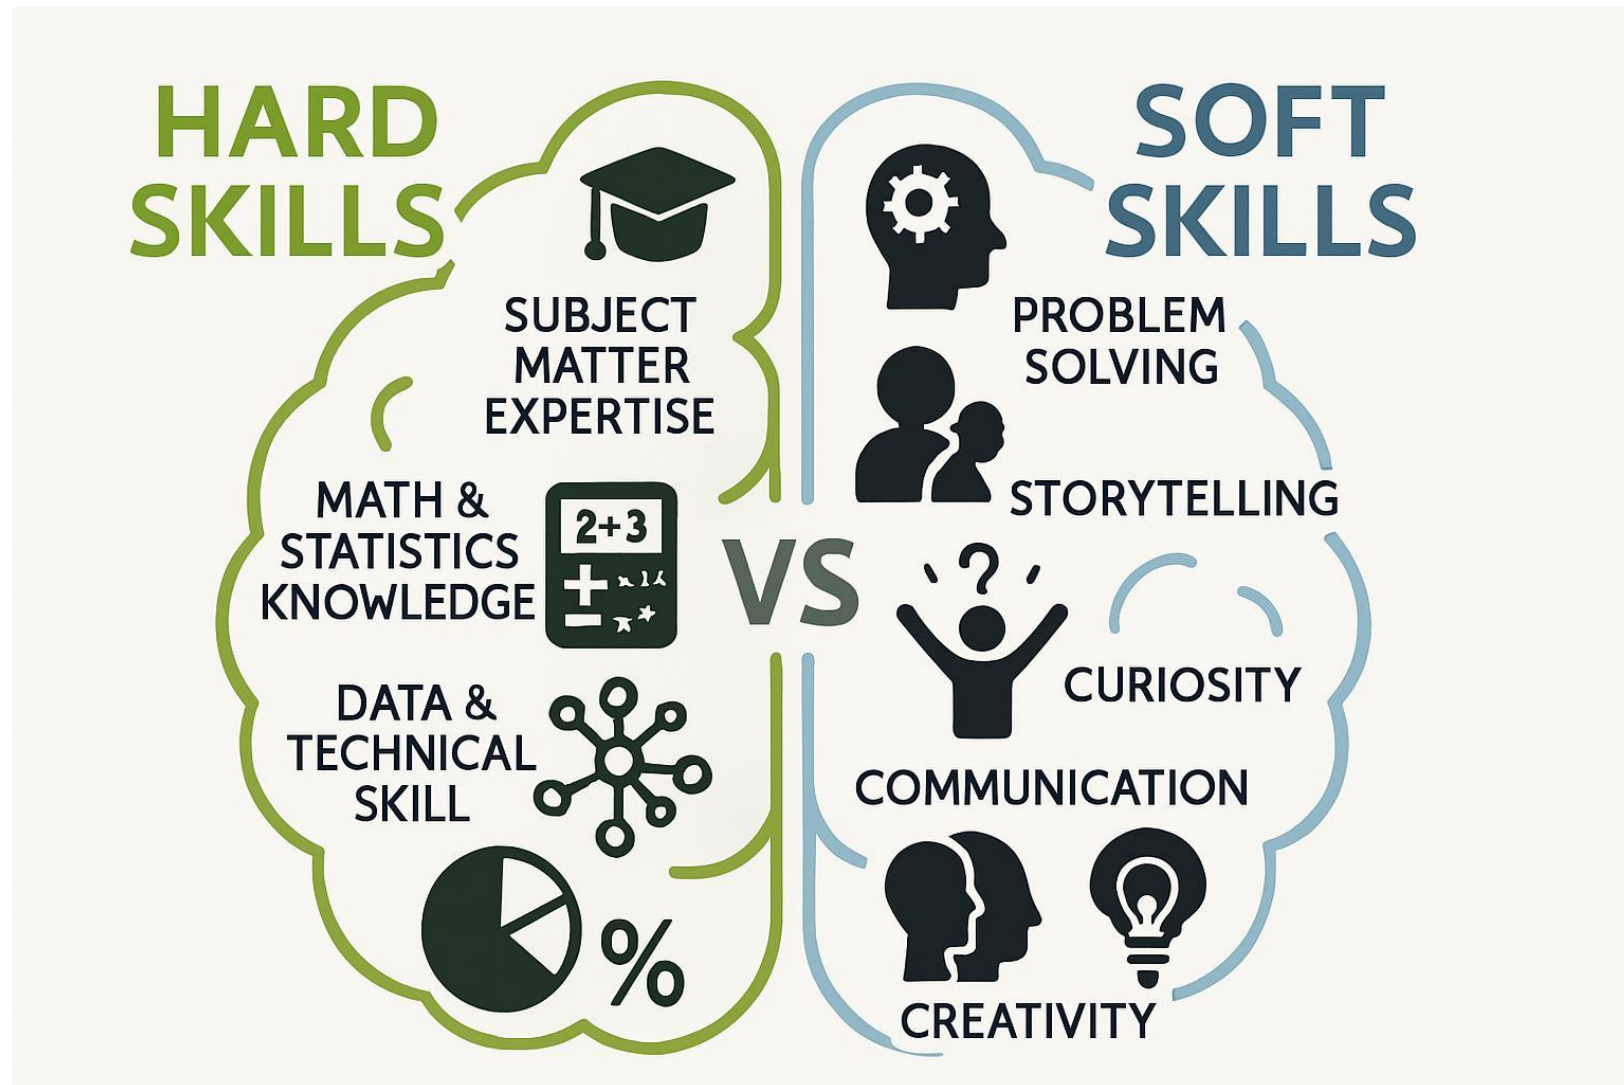 HARD
SKILLS
SUBJECT
MATTER
EXPERTISE
MATH &
STATISTICS
KNOWLEDGE
2+3
+
−
DATA &
TECHNICAL
SKILL
%
VS
SOFT
SKILLS
PROBLEM
SOLVING
STORYTELLING
?
CURIOSITY
COMMUNICATION
CREATIVITY